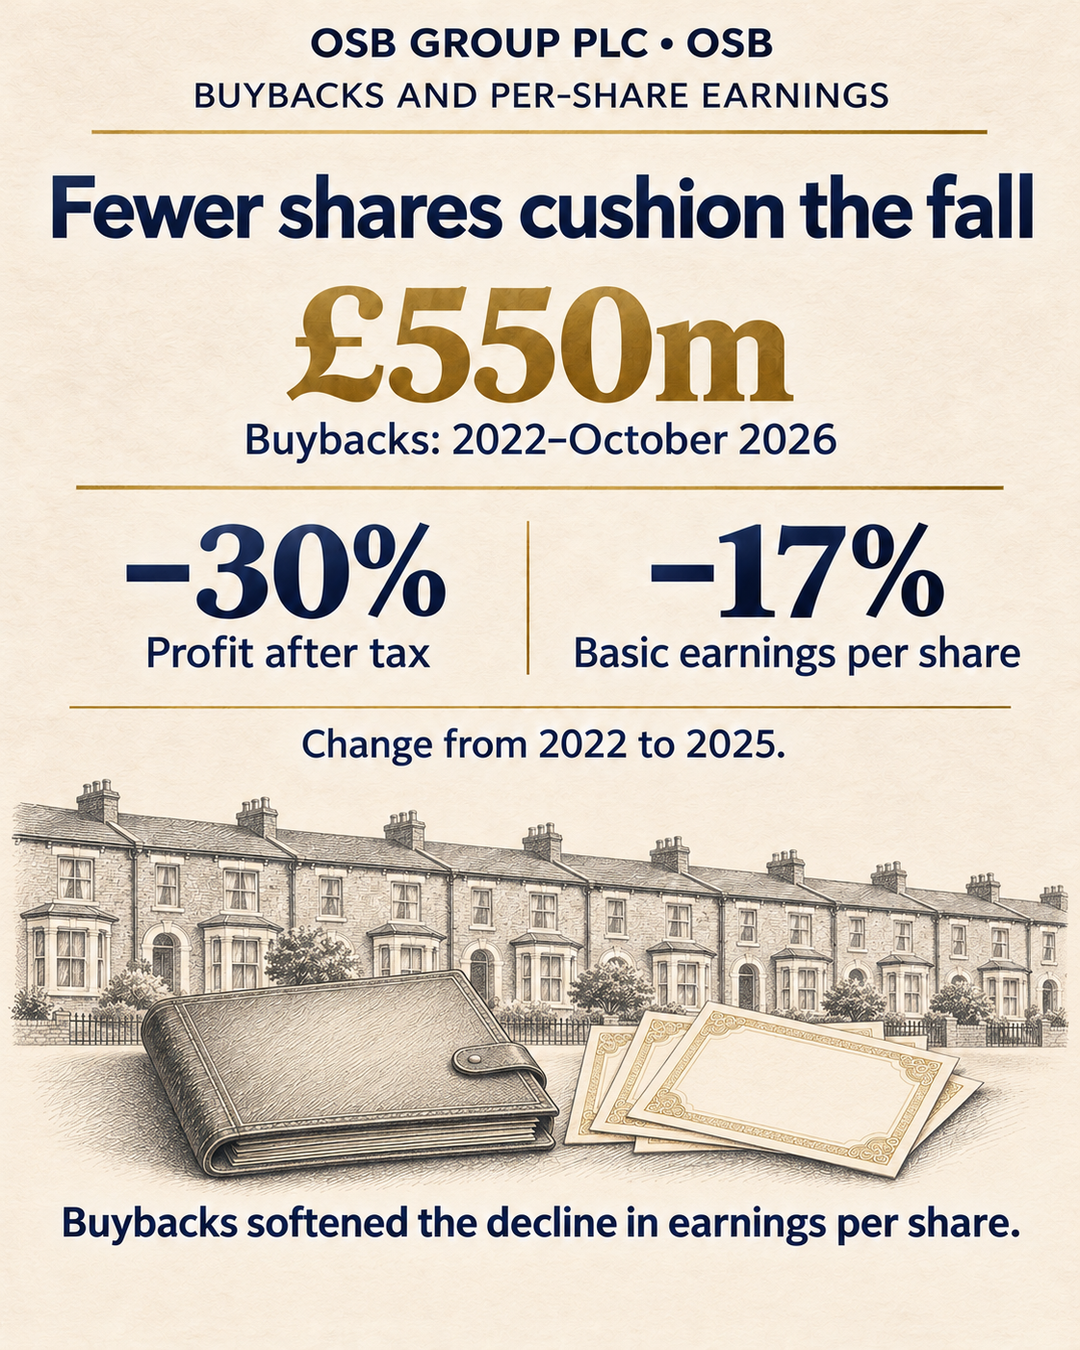 OSB GROUP PLC • OSB
BUYBACKS AND PER-SHARE EARNINGS
Fewer shares cushion the fall
£550m
Buybacks: 2022–October 2026
–30%
Profit after tax
–17%
Basic earnings per share
Change from 2022 to 2025.
Buybacks softened the decline in earnings per share.